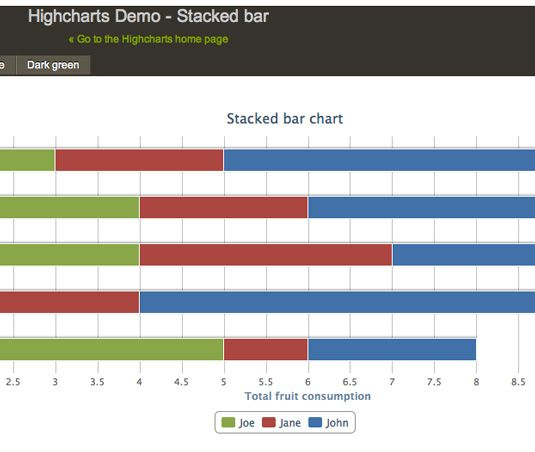 Highcharts Demo - Stacked bar
« Go to the Highcharts home page
e Dark green
Stacked bar chart
2.5 3 3.5 4 4.5 5 5.5 6 6.5 7 7.5 8 8.5
Total fruit consumption
Joe Jane John